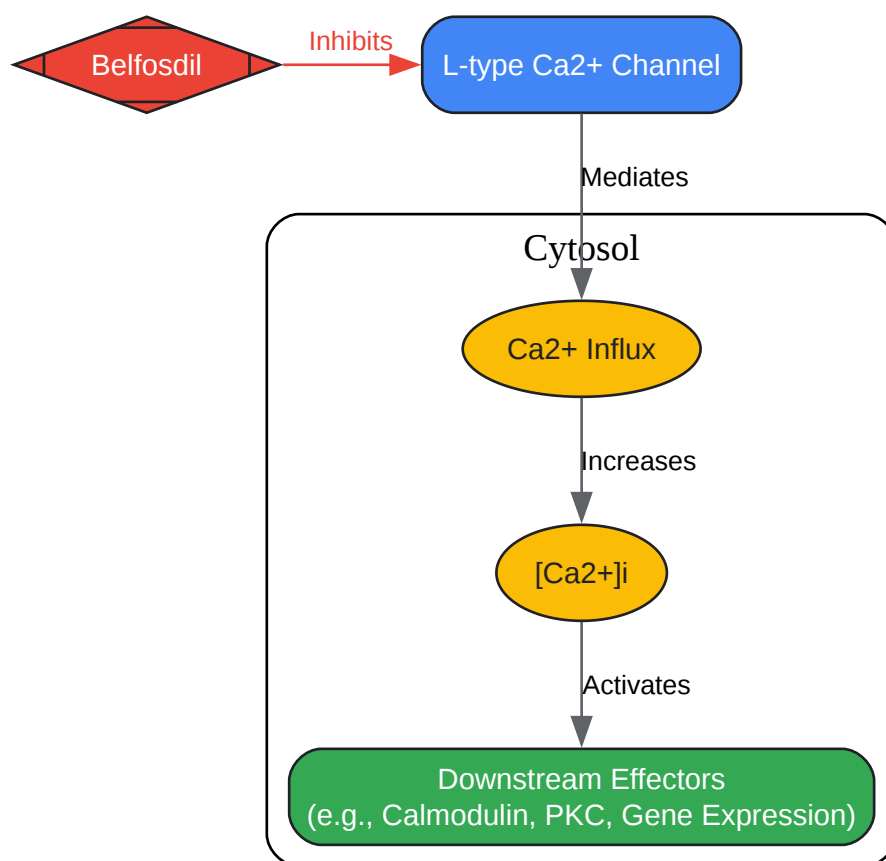 Belfosdil
Inhibits
L-type Ca2+ Channel
Mediates
Cytosol
Ca2+ Influx
Increases
[Ca2+]i
Activates
Downstream Effectors
(e.g., Calmodulin, PKC, Gene Expression)